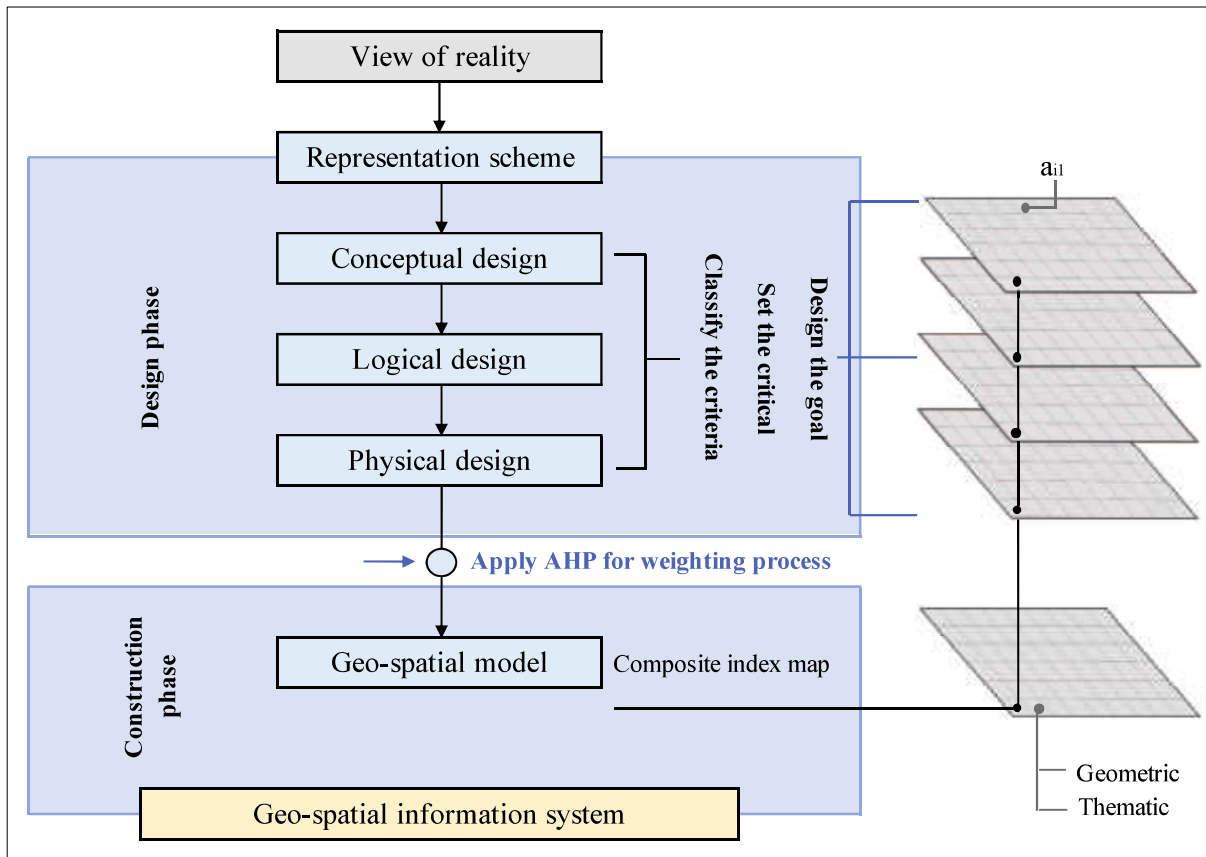 View of reality
Representation scheme
Conceptual design
Logical design
Physical design
Design phase
Classify the criteria
Set the critical
Design the goal
ai1
Apply AHP for weighting process
Construction
phase
Geo-spatial model
Composite index map
Geometric
Thematic
Geo-spatial information system